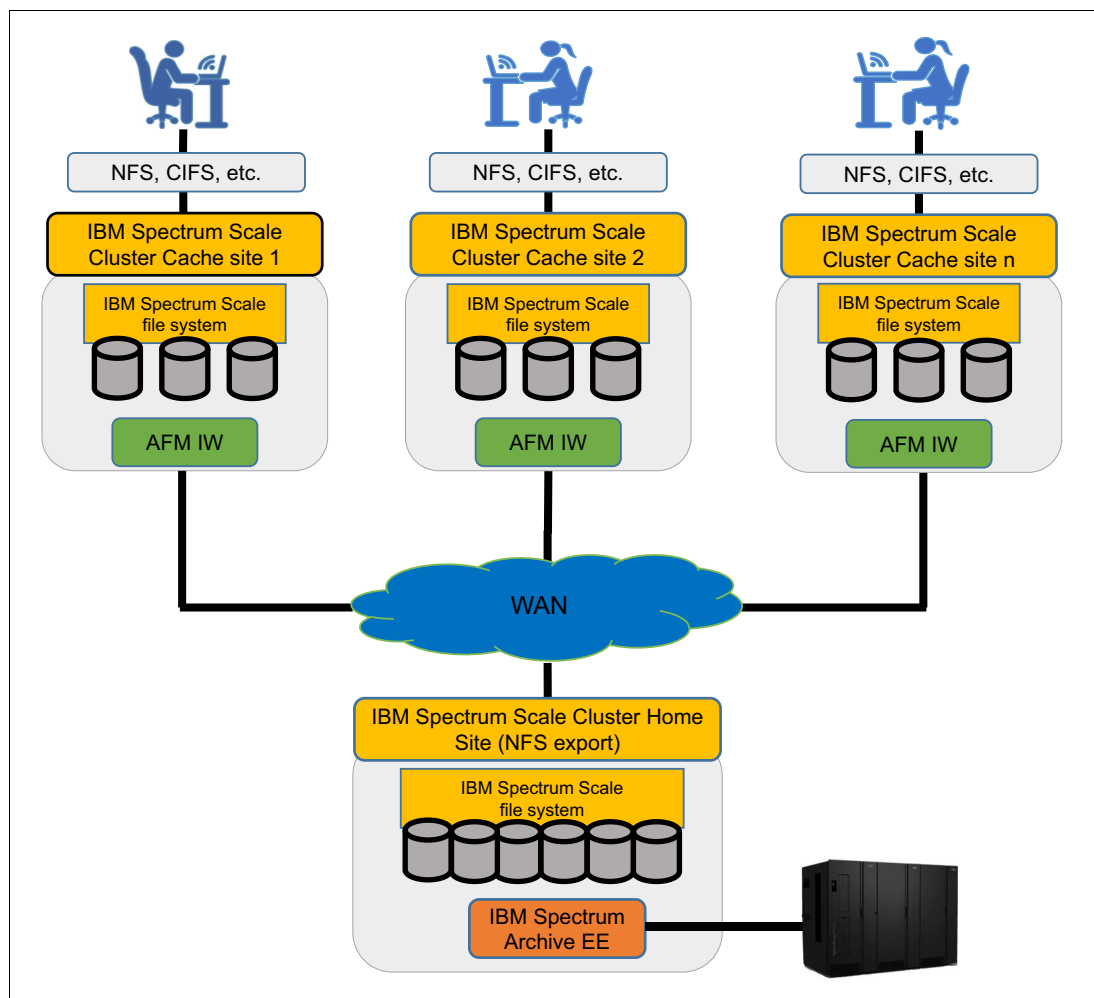 NFS, CIFS, etc.
NFS, CIFS, etc.
NFS, CIFS, etc.
IBM Spectrum Scale
Cluster Cache site 1
IBM Spectrum Scale
Cluster Cache site 2
IBM Spectrum Scale
Cluster Cache site n
IBM Spectrum Scale
file system
IBM Spectrum Scale
file system
IBM Spectrum Scale
file system
AFM IW
AFM IW
AFM IW
WAN
IBM Spectrum Scale Cluster Home
Site (NFS export)
IBM Spectrum Scale
file system
IBM Spectrum
Archive EE